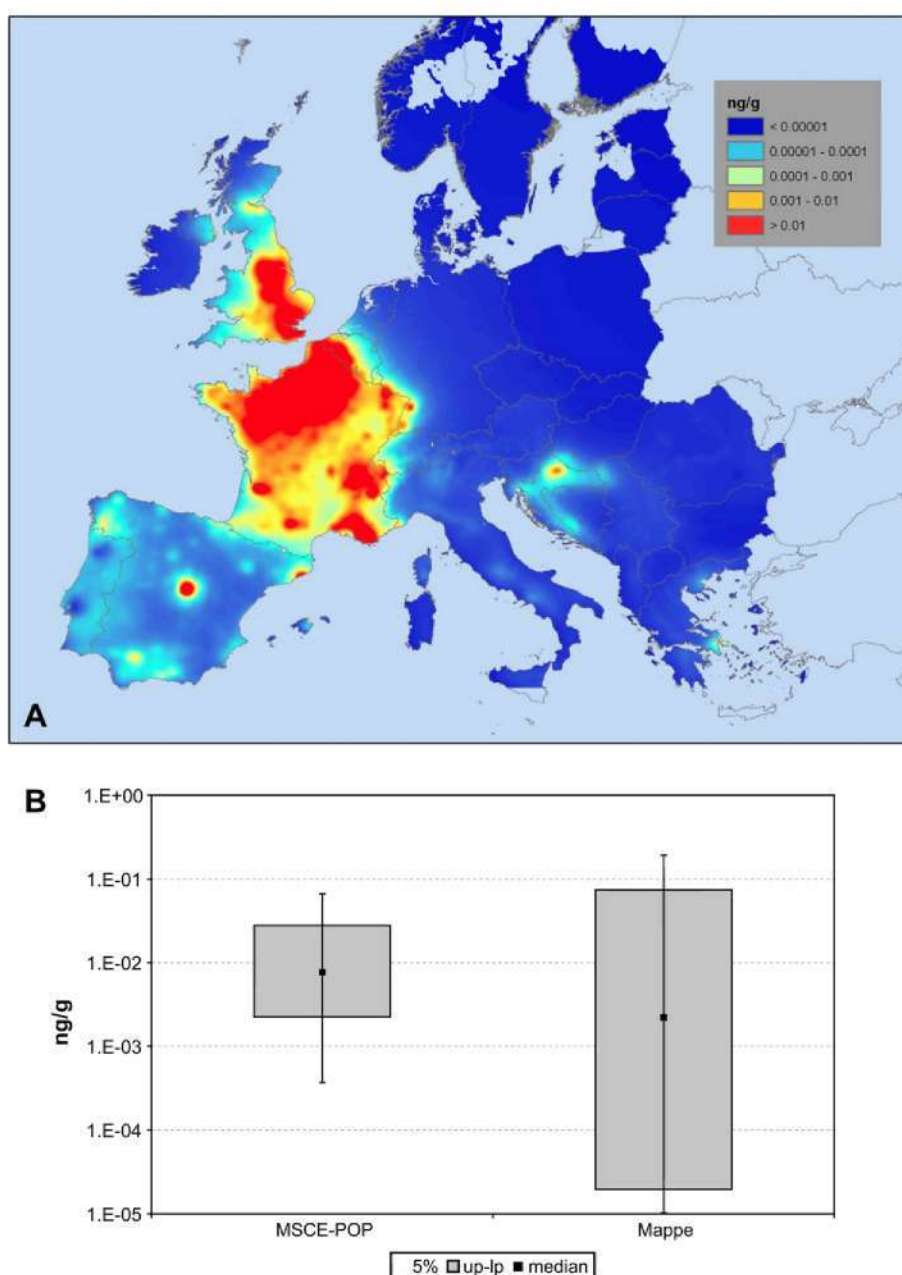 ng/g
< 0.00001
0.00001 - 0.0001
0.0001 - 0.001
0.001 - 0.01
> 0.01
A
B
1.E+00
1.E-01
1.E-02
1.E-03
1.E-04
1.E-05
ng/g
MSCE-POP Mappe
5% up-lp median